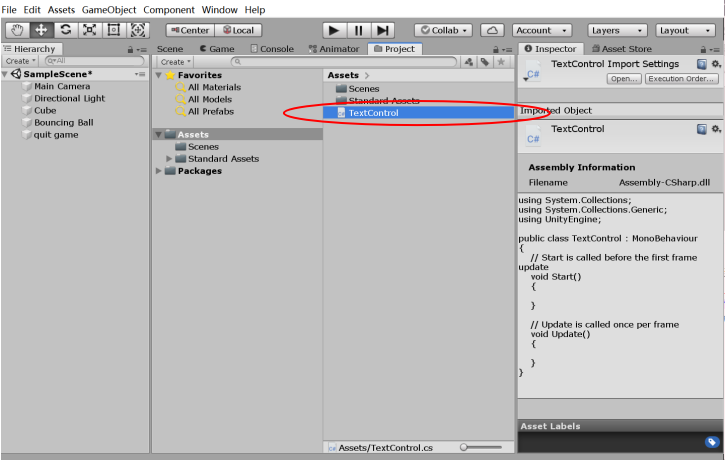 File Edit Assets GameObject Component Window Help
Center Local Collab Account Layers Layout
Hierarchy
Create All
SampleScene*
Main Camera
Directional Light
Cube
Bouncing Ball
quit game
Scene Game Console Animator Project
Create
Favorites
All Materials
All Models
All Prefabs
Assets
Scenes
Standard Assets
Packages
Assets
Scenes
Standard Assets
TextControl
Assets/TextControl.cs
Inspector Asset Store
TextControl Import Settings
C#
Open... Execution Order...
Imported Object
TextControl
C#
Assembly Information
Filename Assembly-CSharp.dll
using System.Collections;
using System.Collections.Generic;
using UnityEngine;
public class TextControl : MonoBehaviour
{
// Start is called before the first frame
update
void Start()
{
}
// Update is called once per frame
void Update()
{
}
}
Asset Labels